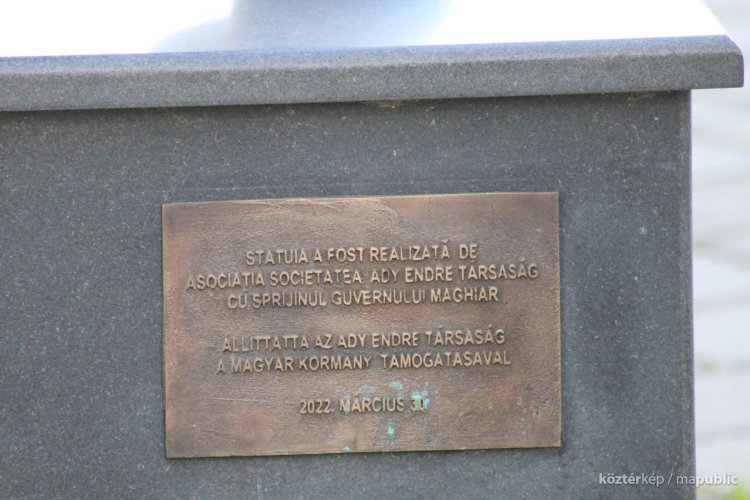 STATUIA A FOST REALIZATĂ DE
ASOCIAȚIA SOCIETATEA ADY ENDRE TÁRSASÁG
CU SPRIJINUL GUVERNULUI MAGHIAR
ÁLLITTATTA AZ ADY ENDRE TÁRSASÁG
A MAGYAR KORMÁNY TÁMOGATÁSÁVAL
2022. MÁRCIUS 30.
köztérkép / mapublic